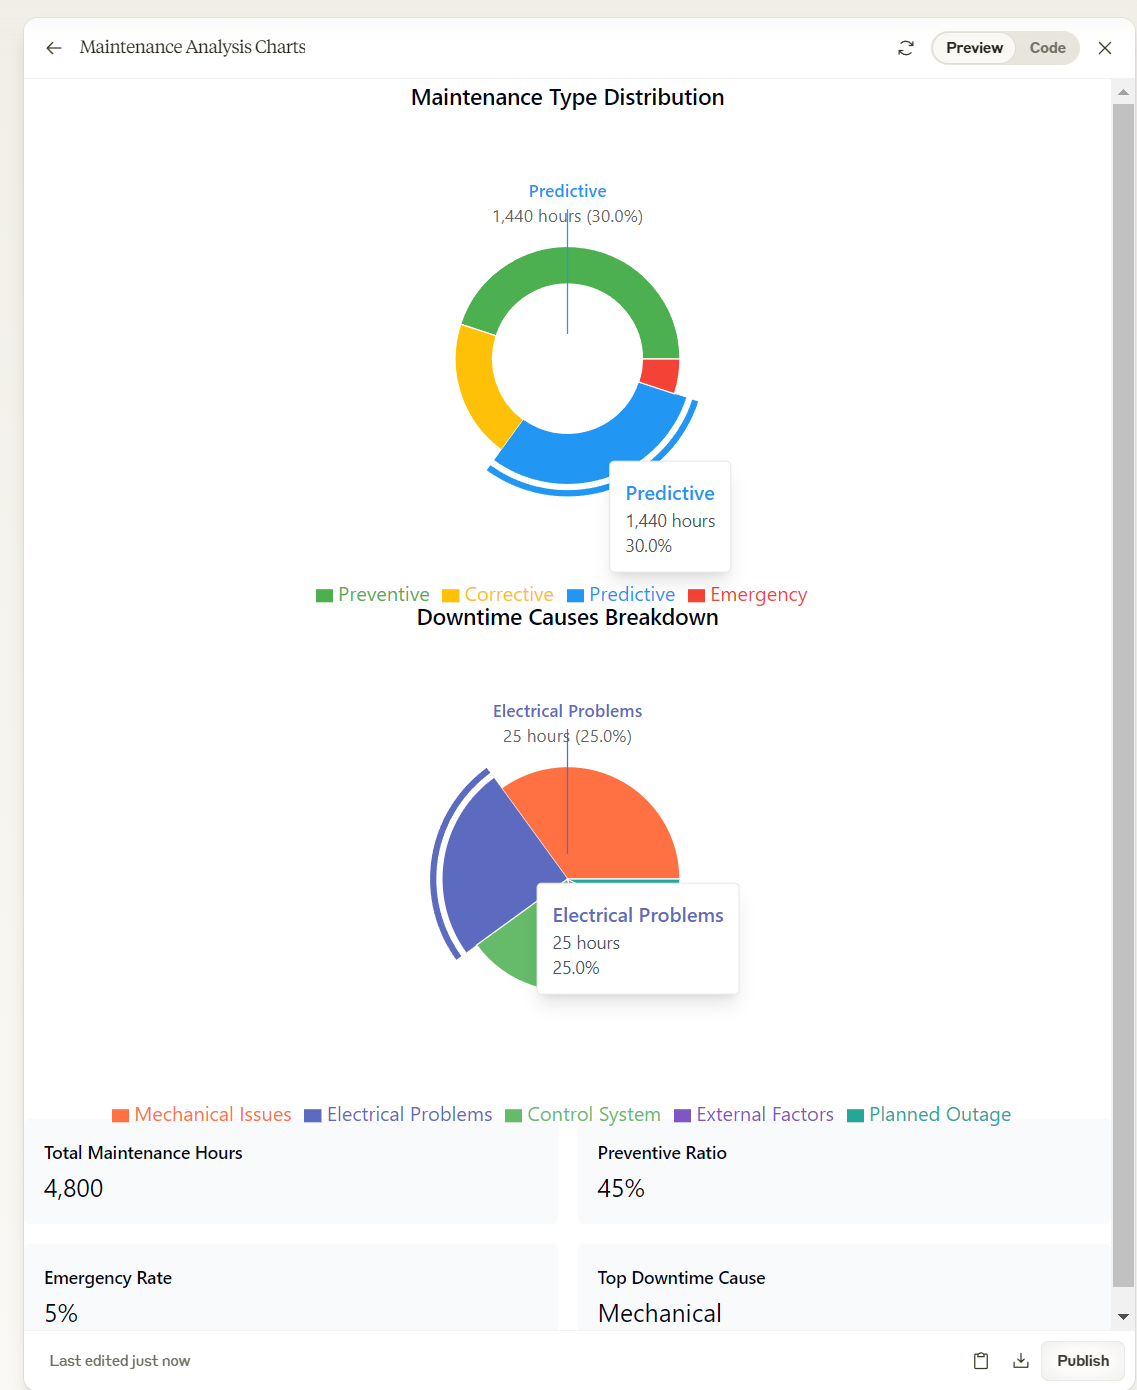 Maintenance Analysis Charts
Preview Code
Maintenance Type Distribution
Predictive
1,440 hours (30.0%)
Predictive
1,440 hours
30.0%
Preventive Corrective Predictive Emergency
Downtime Causes Breakdown
Electrical Problems
25 hours (25.0%)
Electrical Problems
25 hours
25.0%
Mechanical Issues Electrical Problems Control System External Factors Planned Outage
Total Maintenance Hours
4,800
Preventive Ratio
45%
Emergency Rate
5%
Top Downtime Cause
Mechanical
Last edited just now
Publish